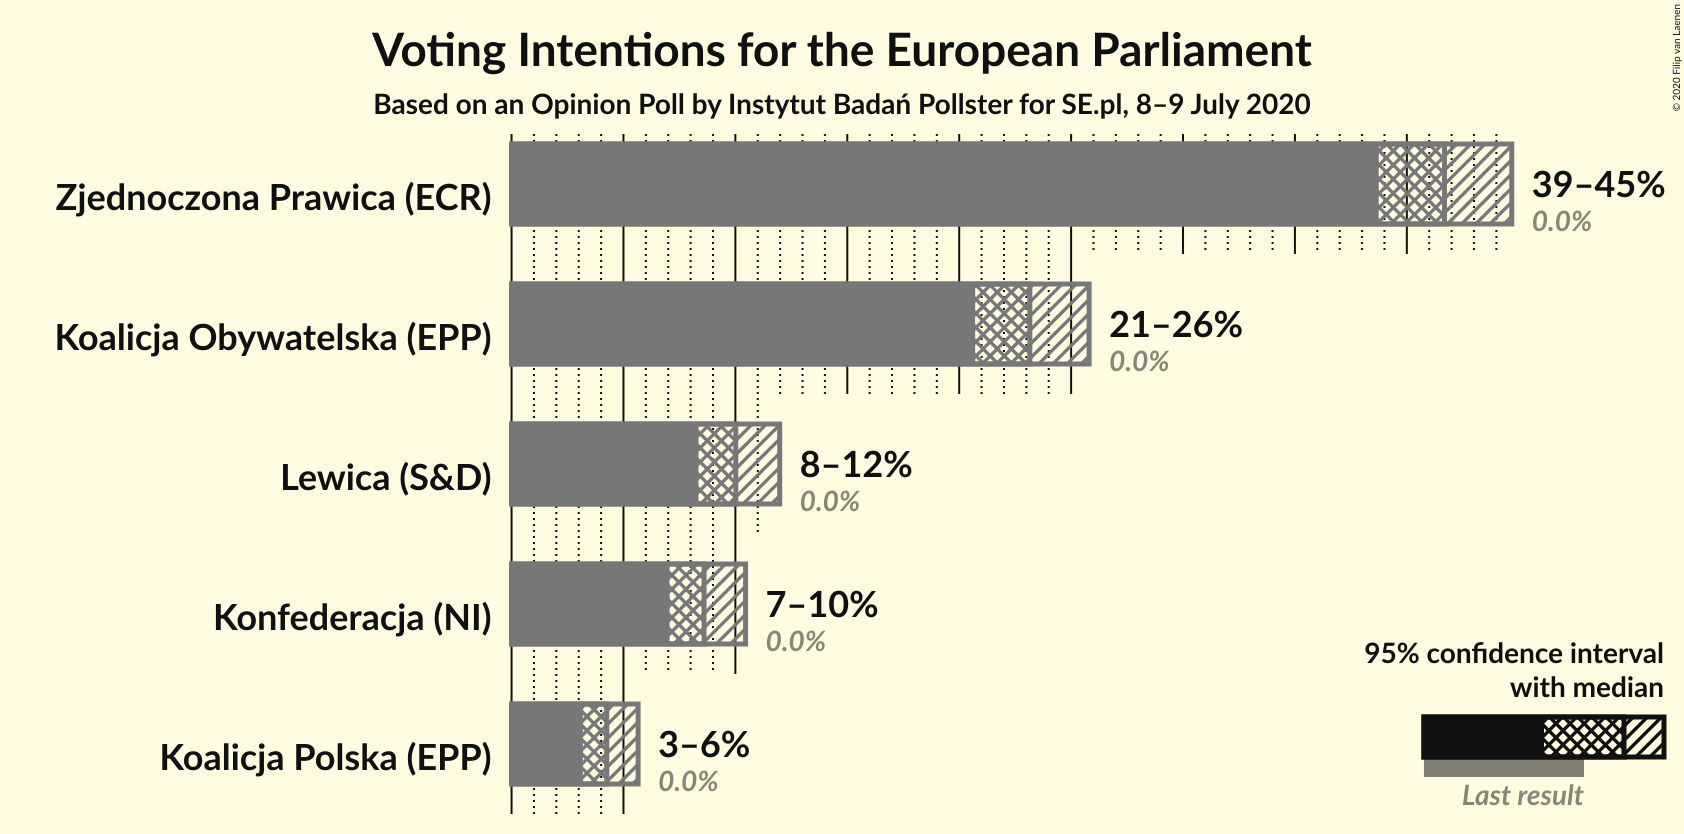 Voting Intentions for the European Parliament
Based on an Opinion Poll by Instytut Badań Pollster for SE.pl, 8–9 July 2020
© 2020 Filip van Laenen
Zjednoczona Prawica (ECR)
39–45%
0.0%
Koalicja Obywatelska (EPP)
21–26%
0.0%
Lewica (S&D)
8–12%
0.0%
Konfederacja (NI)
7–10%
0.0%
Koalicja Polska (EPP)
3–6%
0.0%
95% confidence interval
with median
Last result